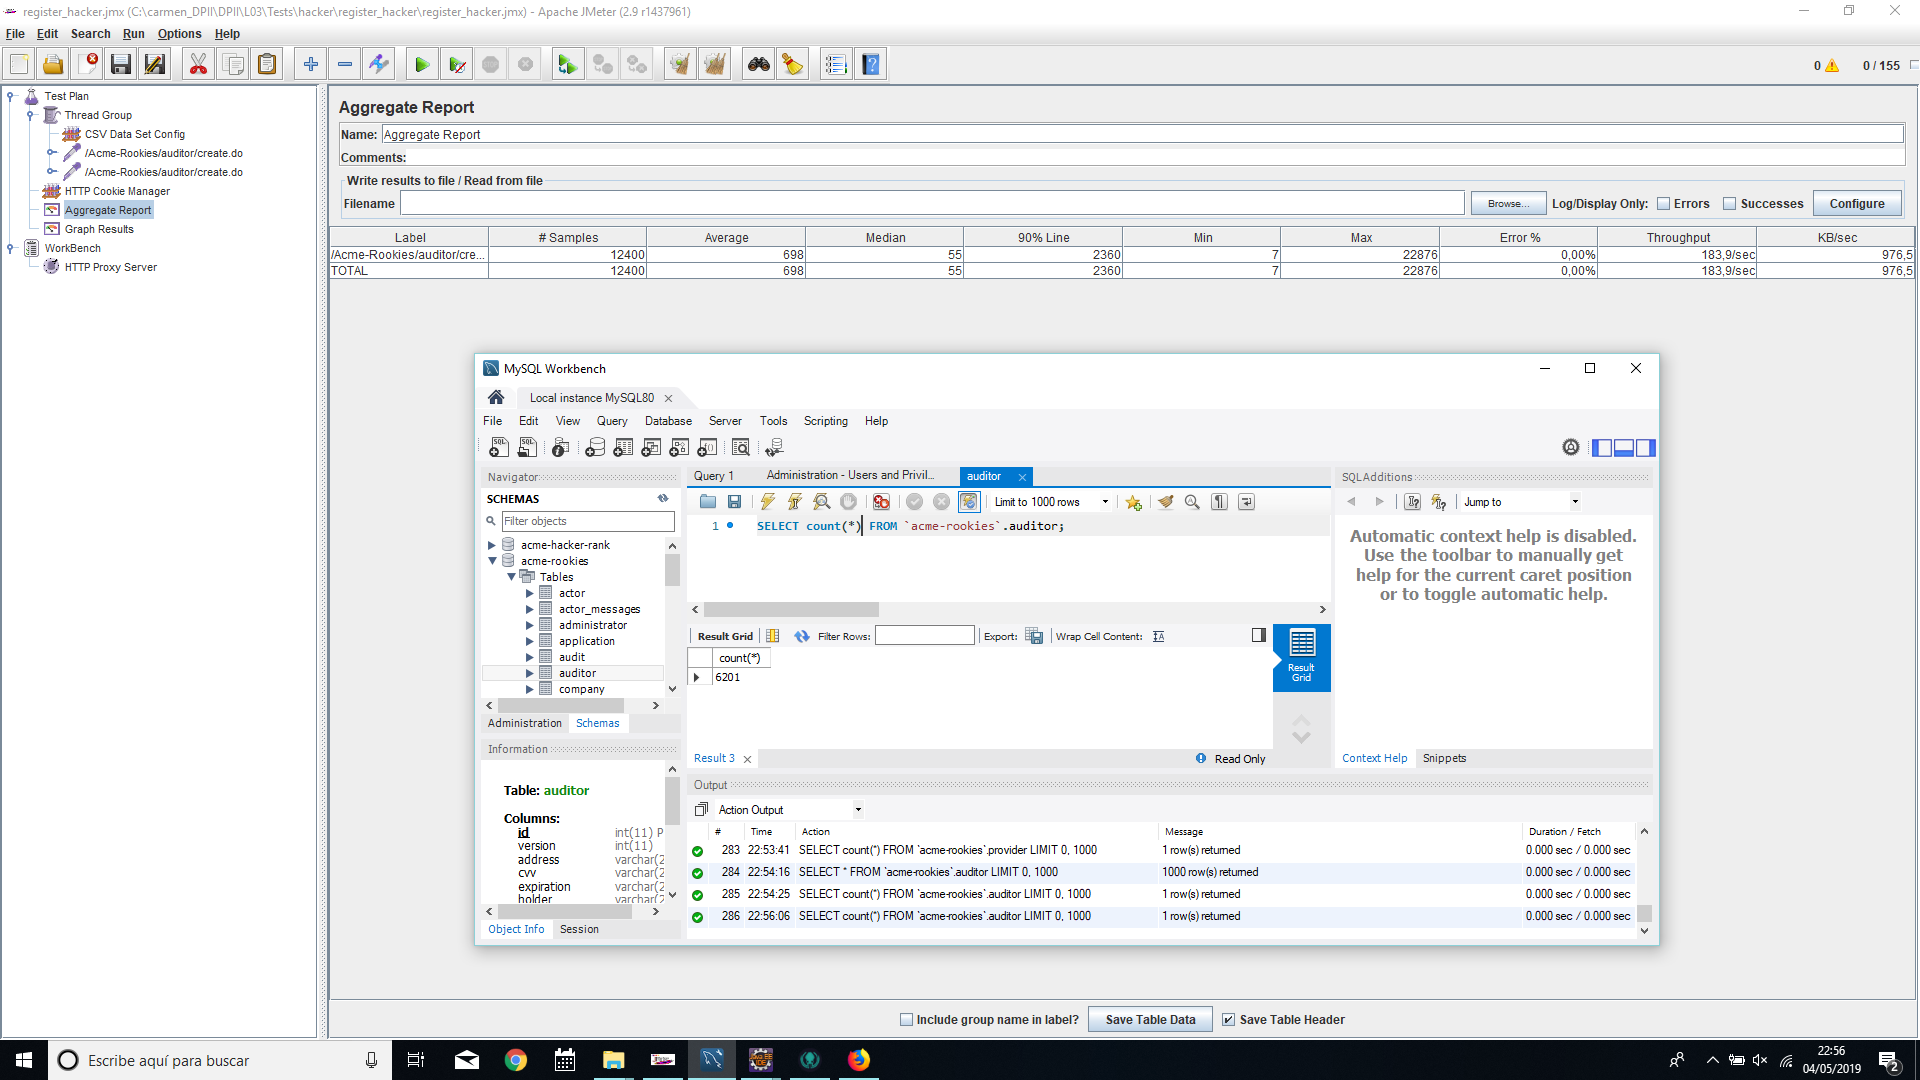 register_hacker.jmx (C:\carmen_DPII\DPII\L03\Tests\hacker\register_hacker\register_hacker.jmx) - Apache JMeter (2.9 r1437961)
File Edit Search Run Options Help
0 0 / 155
Test Plan
Thread Group
CSV Data Set Config
/Acme-Rookies/auditor/create.do
/Acme-Rookies/auditor/create.do
HTTP Cookie Manager
Aggregate Report
Graph Results
WorkBench
HTTP Proxy Server
Aggregate Report
Name: Aggregate Report
Comments:
Write results to file / Read from file
Filename Browse... Log/Display Only: Errors Successes Configure
Label # Samples Average Median 90% Line Min Max Error % Throughput KB/sec
/Acme-Rookies/auditor/cre... 12400 698 55 2360 7 22876 0,00% 183,9/sec 976,5
TOTAL 12400 698 55 2360 7 22876 0,00% 183,9/sec 976,5
MySQL Workbench
Local instance MySQL80
File Edit View Query Database Server Tools Scripting Help
Navigator
SCHEMAS
Filter objects
acme-hacker-rank
acme-rookies
Tables
actor
actor_messages
administrator
application
audit
auditor
company
Administration Schemas
Information
Table: auditor
Columns:
id int(11) P
version int(11)
address varchar(2
cvv varchar(2
expiration varchar(2
holder varchar(2
Object Info Session
Query 1 Administration - Users and Privil... auditor
Limit to 1000 rows
1 SELECT count(*) FROM `acme-rookies`.auditor;
Result Grid Filter Rows: Export: Wrap Cell Content:
count(*)
6201
Result Grid
Result 3 Read Only
SQLAdditions
Jump to
Automatic context help is disabled.
Use the toolbar to manually get
help for the current caret position
or to toggle automatic help.
Context Help Snippets
Output
Action Output
# Time Action Message Duration / Fetch
283 22:53:41 SELECT count(*) FROM `acme-rookies`.provider LIMIT 0, 1000 1 row(s) returned 0.000 sec / 0.000 sec
284 22:54:16 SELECT * FROM `acme-rookies`.auditor LIMIT 0, 1000 1000 row(s) returned 0.000 sec / 0.000 sec
285 22:54:25 SELECT count(*) FROM `acme-rookies`.auditor LIMIT 0, 1000 1 row(s) returned 0.000 sec / 0.000 sec
286 22:56:06 SELECT count(*) FROM `acme-rookies`.auditor LIMIT 0, 1000 1 row(s) returned 0.000 sec / 0.000 sec
Include group name in label? Save Table Data Save Table Header
Escribe aquí para buscar
22:56
04/05/2019
2